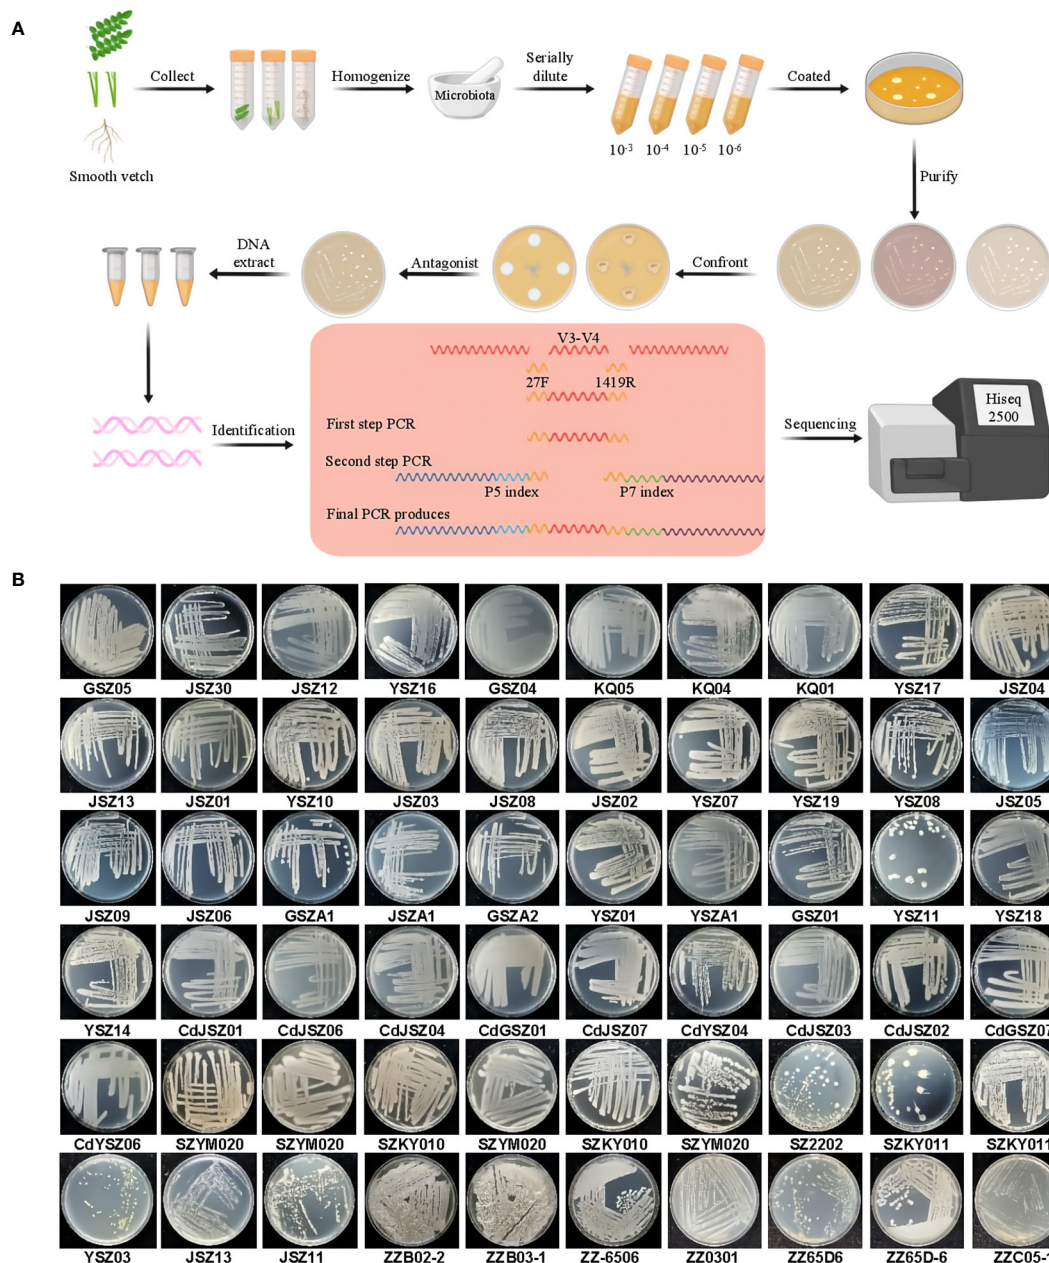 A
Collect
Homogenize
Microbiota
Serially
dilute
Coated
10-3 10-4 10-5 10-6
Smooth vetch
Purify
DNA
extract
Antagonist
Confront
V3-V4
27F 1419R
Identification
First step PCR
Second step PCR
P5 index P7 index
Final PCR produces
Sequencing
Hiseq
2500
B
GSZ05 JSZ30 JSZ12 YSZ16 GSZ04 KQ05 KQ04 KQ01 YSZ17 JSZ04
JSZ13 JSZ01 YSZ10 JSZ03 JSZ08 JSZ02 YSZ07 YSZ19 YSZ08 JSZ05
JSZ09 JSZ06 GSZA1 JSZA1 GSZA2 YSZ01 YSZA1 GSZ01 YSZ11 YSZ18
YSZ14 CdJSZ01 CdJSZ06 CdJSZ04 CdGSZ01 CdJSZ07 CdYSZ04 CdJSZ03 CdJSZ02 CdGSZ07
CdYSZ06 SZYM020 SZYM020 SZKY010 SZYM020 SZKY010 SZYM020 SZ2202 SZKY011 SZKY011
YSZ03 JSZ13 JSZ11 ZZB02-2 ZZB03-1 ZZ-6506 ZZ0301 ZZ65D6 ZZ65D-6 ZZC05-1